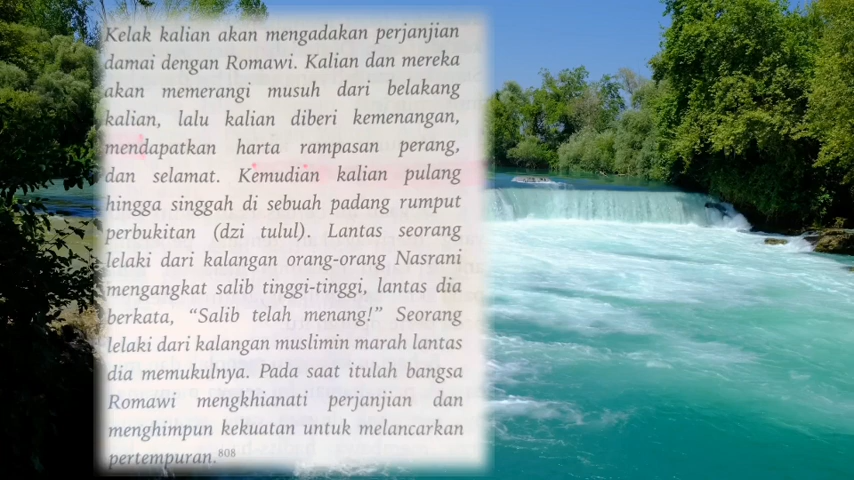 Kelak kalian akan mengadakan perjanjian
damai dengan Romawi. Kalian dan mereka
akan memerangi musuh dari belakang
kalian, lalu kalian diberi kemenangan,
mendapatkan harta rampasan perang,
dan selamat. Kemudian kalian pulang
hingga singgah di sebuah padang rumput
perbukitan (dzi tulul). Lantas seorang
lelaki dari kalangan orang-orang Nasrani
mengangkat salib tinggi-tinggi, lantas dia
berkata, “Salib telah menang!” Seorang
lelaki dari kalangan muslimin marah lantas
dia memukulnya. Pada saat itulah bangsa
Romawi mengkhianati perjanjian dan
menghimpun kekuatan untuk melancarkan
pertempuran.⁸⁰⁸